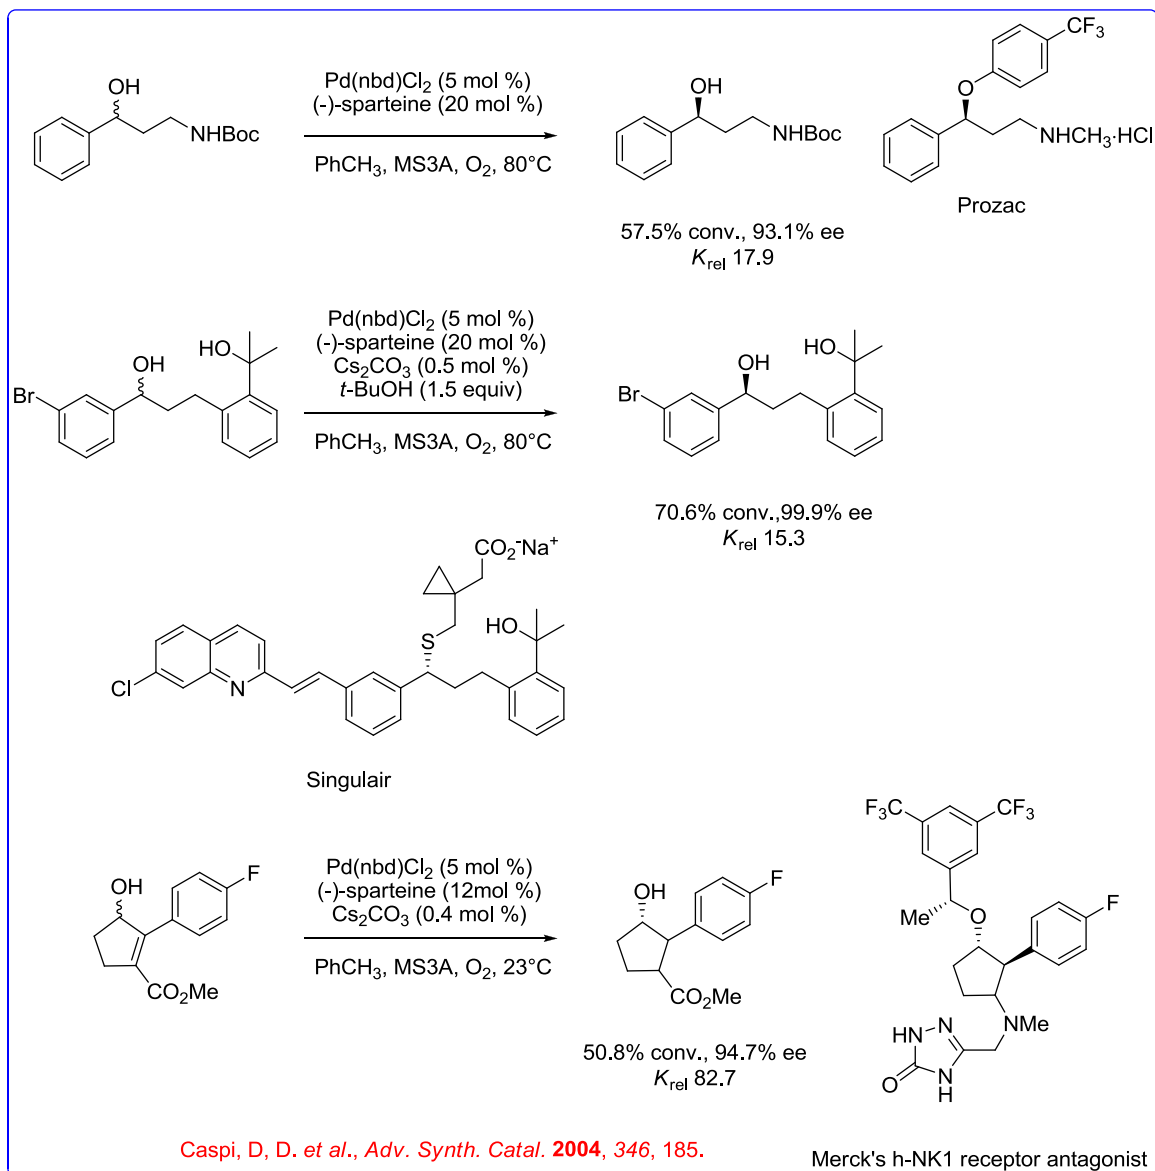 OH
NHBoc
Pd(nbd)Cl₂ (5 mol %)
(-)-sparteine (20 mol %)
PhCH₃, MS3A, O₂, 80°C
OH
NHBoc
57.5% conv., 93.1% ee
Krel 17.9
CF₃
O
NHCH₃·HCl
Prozac
Br
OH
HO
Pd(nbd)Cl₂ (5 mol %)
(-)-sparteine (20 mol %)
Cs₂CO₃ (0.5 mol %)
t-BuOH (1.5 equiv)
PhCH₃, MS3A, O₂, 80°C
Br
OH
HO
70.6% conv.,99.9% ee
Krel 15.3
CO₂⁻Na⁺
S
HO
Cl
N
Singulair
OH
F
CO₂Me
Pd(nbd)Cl₂ (5 mol %)
(-)-sparteine (12mol %)
Cs₂CO₃ (0.4 mol %)
PhCH₃, MS3A, O₂, 23°C
OH
F
CO₂Me
50.8% conv., 94.7% ee
Krel 82.7
F₃C
CF₃
Me
O
F
N
NMe
HN
N
O
N
H
Merck's h-NK1 receptor antagonist
Caspi, D, D. et al., Adv. Synth. Catal. 2004, 346, 185.